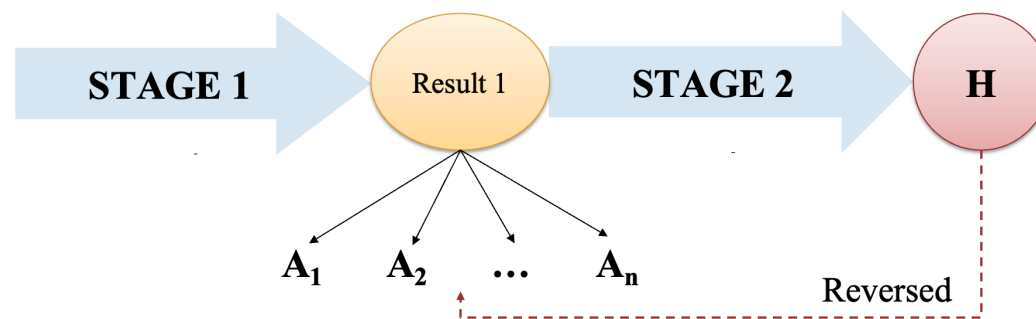 STAGE 1
Result 1
STAGE 2
H
A₁ A₂ ... Aₙ
Reversed